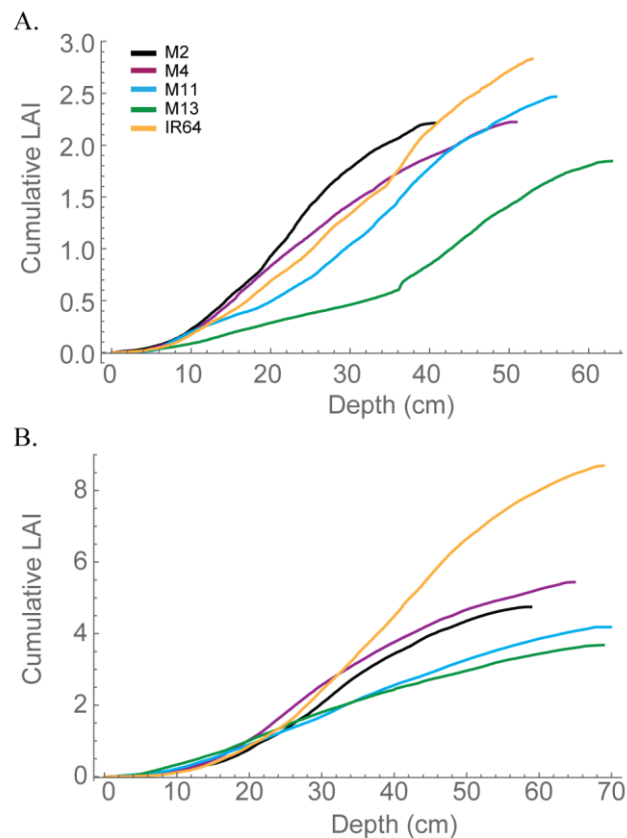 A.
3.0
2.5
2.0
1.5
1.0
0.5
0.0
Cumulative LAI
M2
M4
M11
M13
IR64
0 10 20 30 40 50 60
Depth (cm)
B.
8
6
4
2
0
Cumulative LAI
0 10 20 30 40 50 60 70
Depth (cm)